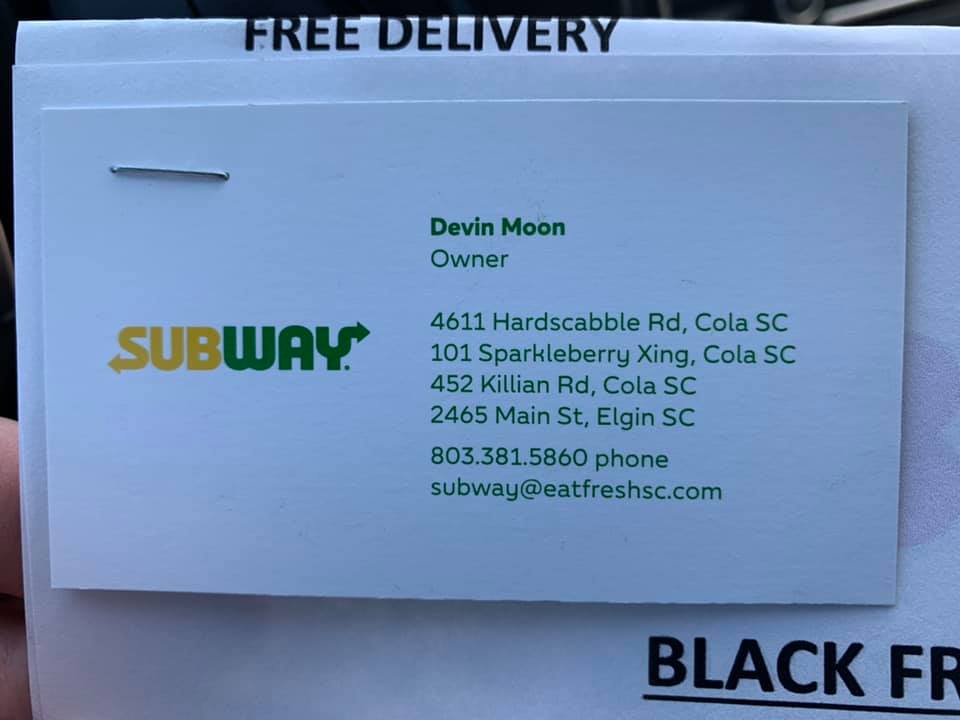 FREE DELIVERY
Devin Moon
Owner
SUBWAY
4611 Hardscabble Rd, Cola SC
101 Sparkleberry Xing, Cola SC
452 Killian Rd, Cola SC
2465 Main St, Elgin SC
803.381.5860 phone
subway@eatfreshsc.com
BLACK FR